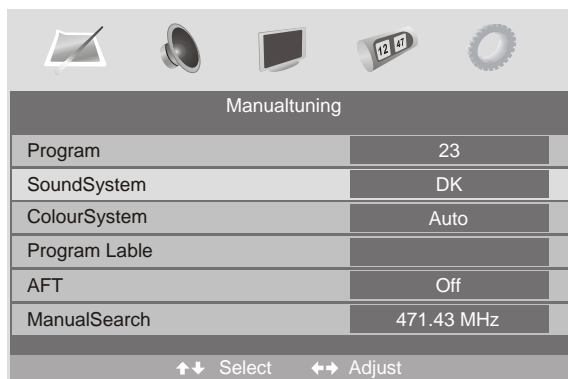 12 47
Manualtuning
Program 23
SoundSystem DK
ColourSystem Auto
Program Lable
AFT Off
ManualSearch 471.43 MHz
Select Adjust